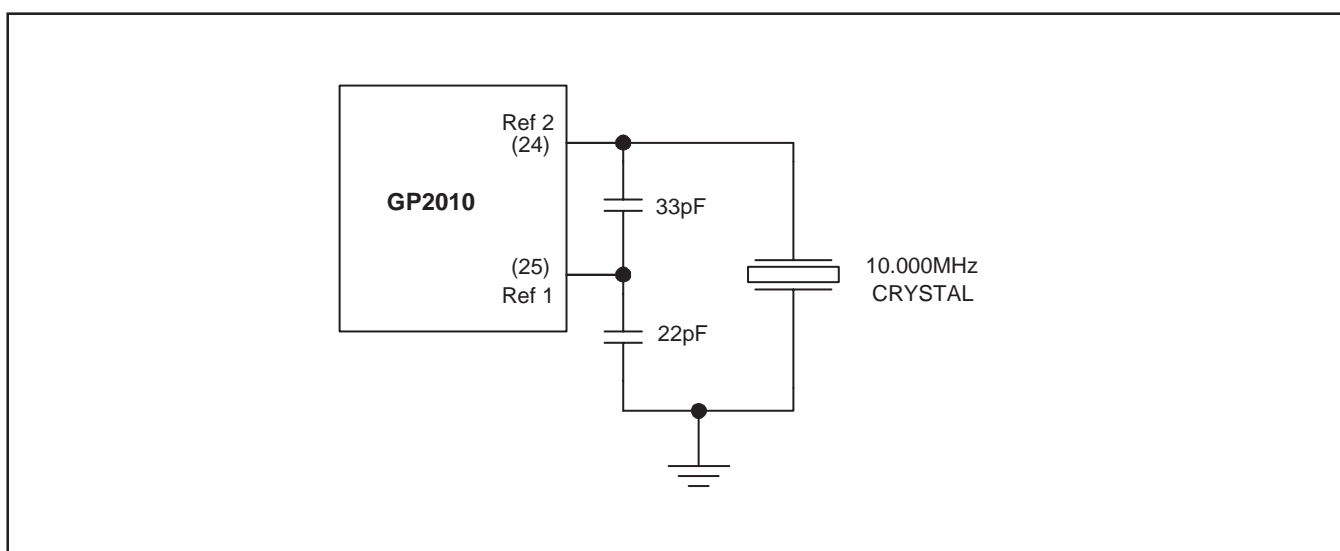 Ref 2
(24)
GP2010
33pF
(25)
Ref 1
10.000MHz
CRYSTAL
22pF